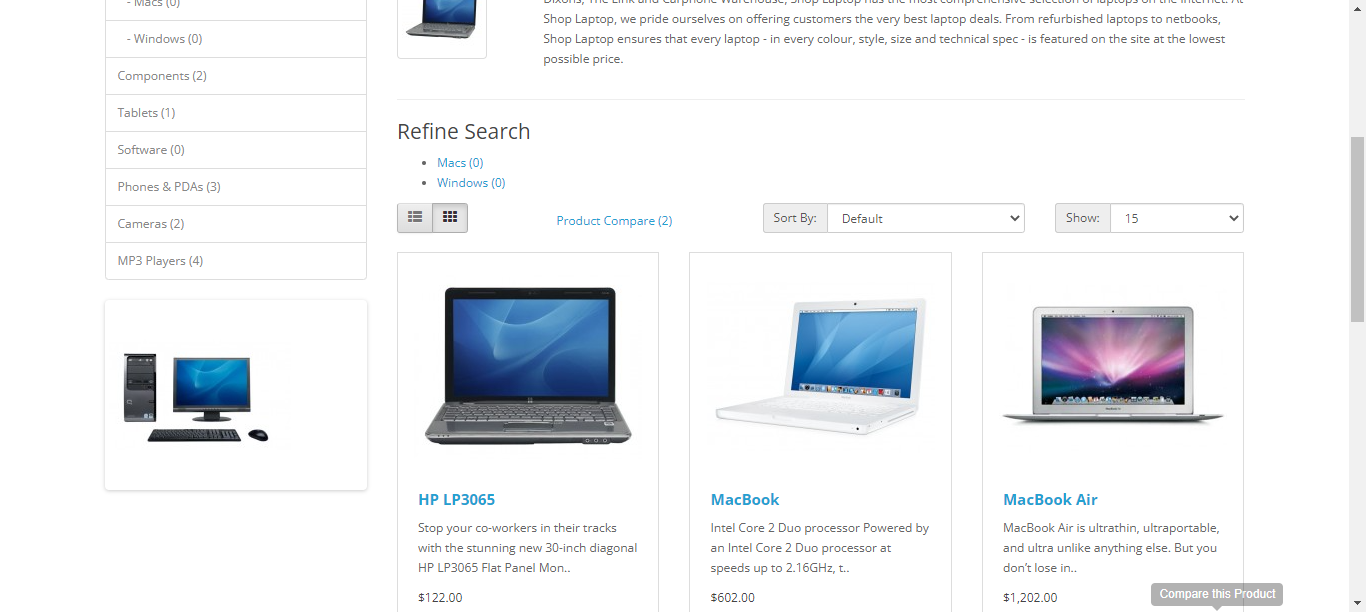 - Macs (0)
- Windows (0)
Components (2)
Tablets (1)
Software (0)
Phones & PDAs (3)
Cameras (2)
MP3 Players (4)
Dixons, The Link and Carphone Warehouse, Shop Laptop has the most comprehensive selection of laptops on the internet. At
Shop Laptop, we pride ourselves on offering customers the very best laptop deals. From refurbished laptops to netbooks,
Shop Laptop ensures that every laptop - in every colour, style, size and technical spec - is featured on the site at the lowest
possible price.
Refine Search
Macs (0)
Windows (0)
Product Compare (2)
Sort By:
Default
Show:
15
HP LP3065
Stop your co-workers in their tracks
with the stunning new 30-inch diagonal
HP LP3065 Flat Panel Mon..
$122.00
MacBook
Intel Core 2 Duo processor Powered by
an Intel Core 2 Duo processor at
speeds up to 2.16GHz, t..
$602.00
MacBook Air
MacBook Air is ultrathin, ultraportable,
and ultra unlike anything else. But you
don’t lose in..
$1,202.00
Compare this Product